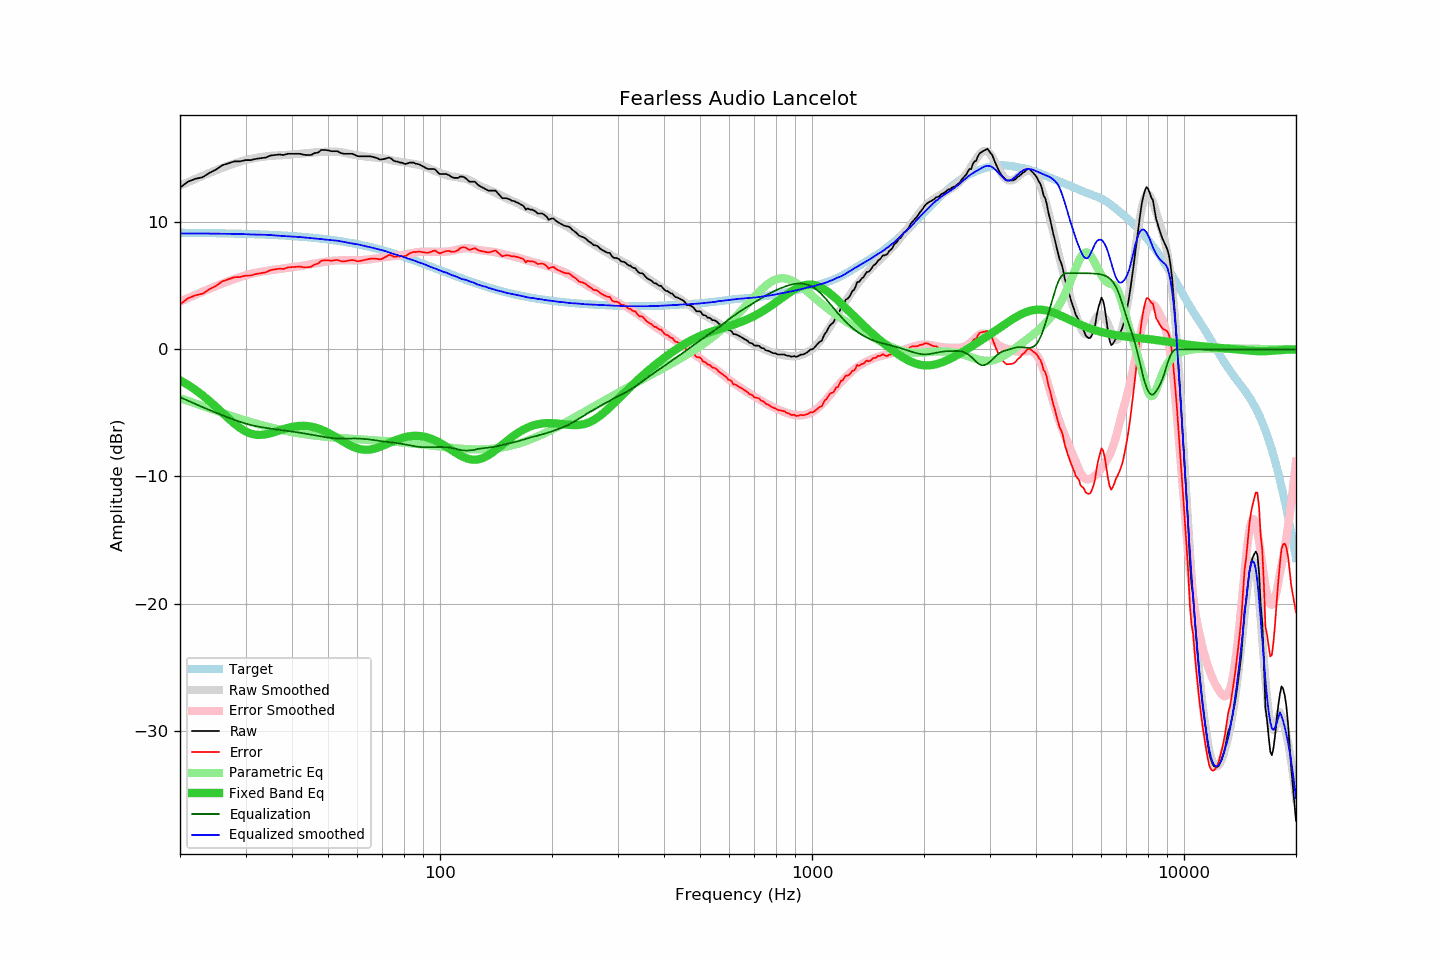 Fearless Audio Lancelot
10
0
−10
−20
−30
Amplitude (dBr)
Target
Raw Smoothed
Error Smoothed
Raw
Error
Parametric Eq
Fixed Band Eq
Equalization
Equalized smoothed
100
1000
10000
Frequency (Hz)